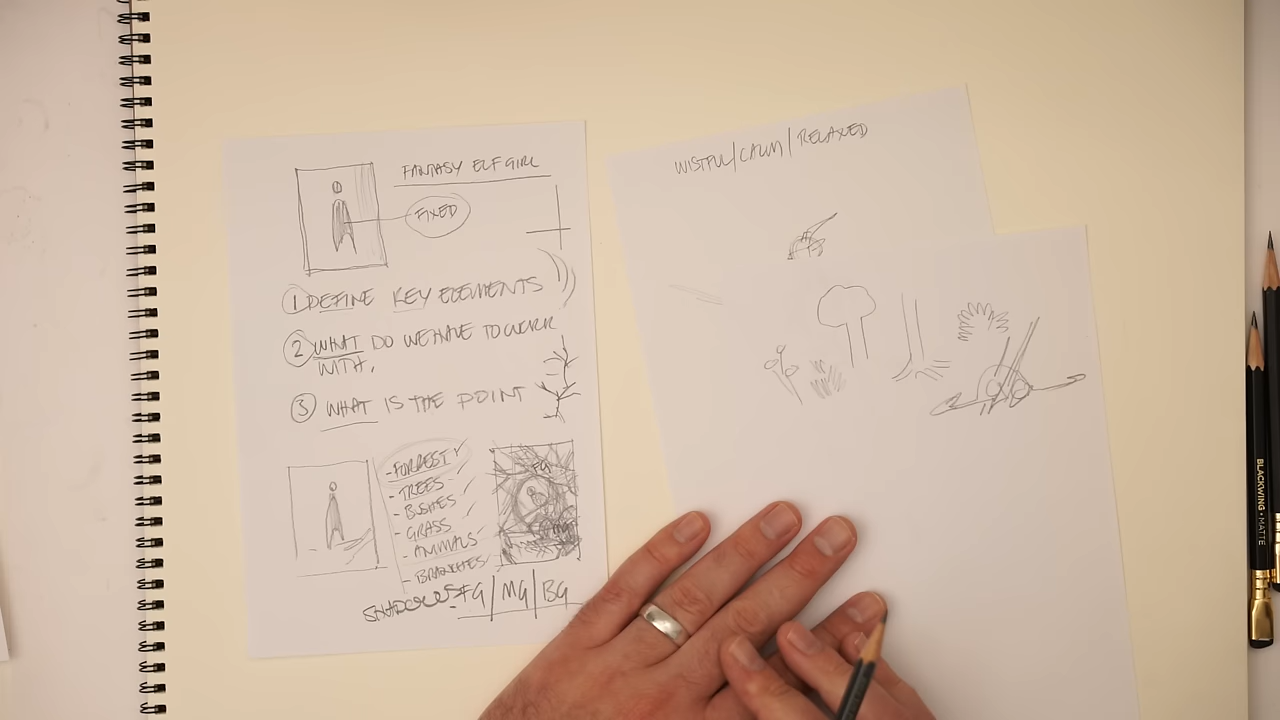 FANTASY ELF GIRL
FIXED
① DEFINE KEY ELEMENTS
② WHAT DO WE HAVE TO WORK
WITH.
③ WHAT IS THE POINT
- FORREST
- TREES
- BUSHES
- GRASS
- ANIMALS
- BRANCHES
SHADOWS
FG | MG | BG
FG
MG
WISTFUL/CALM/RELAXED
BLACKWING • MATTE